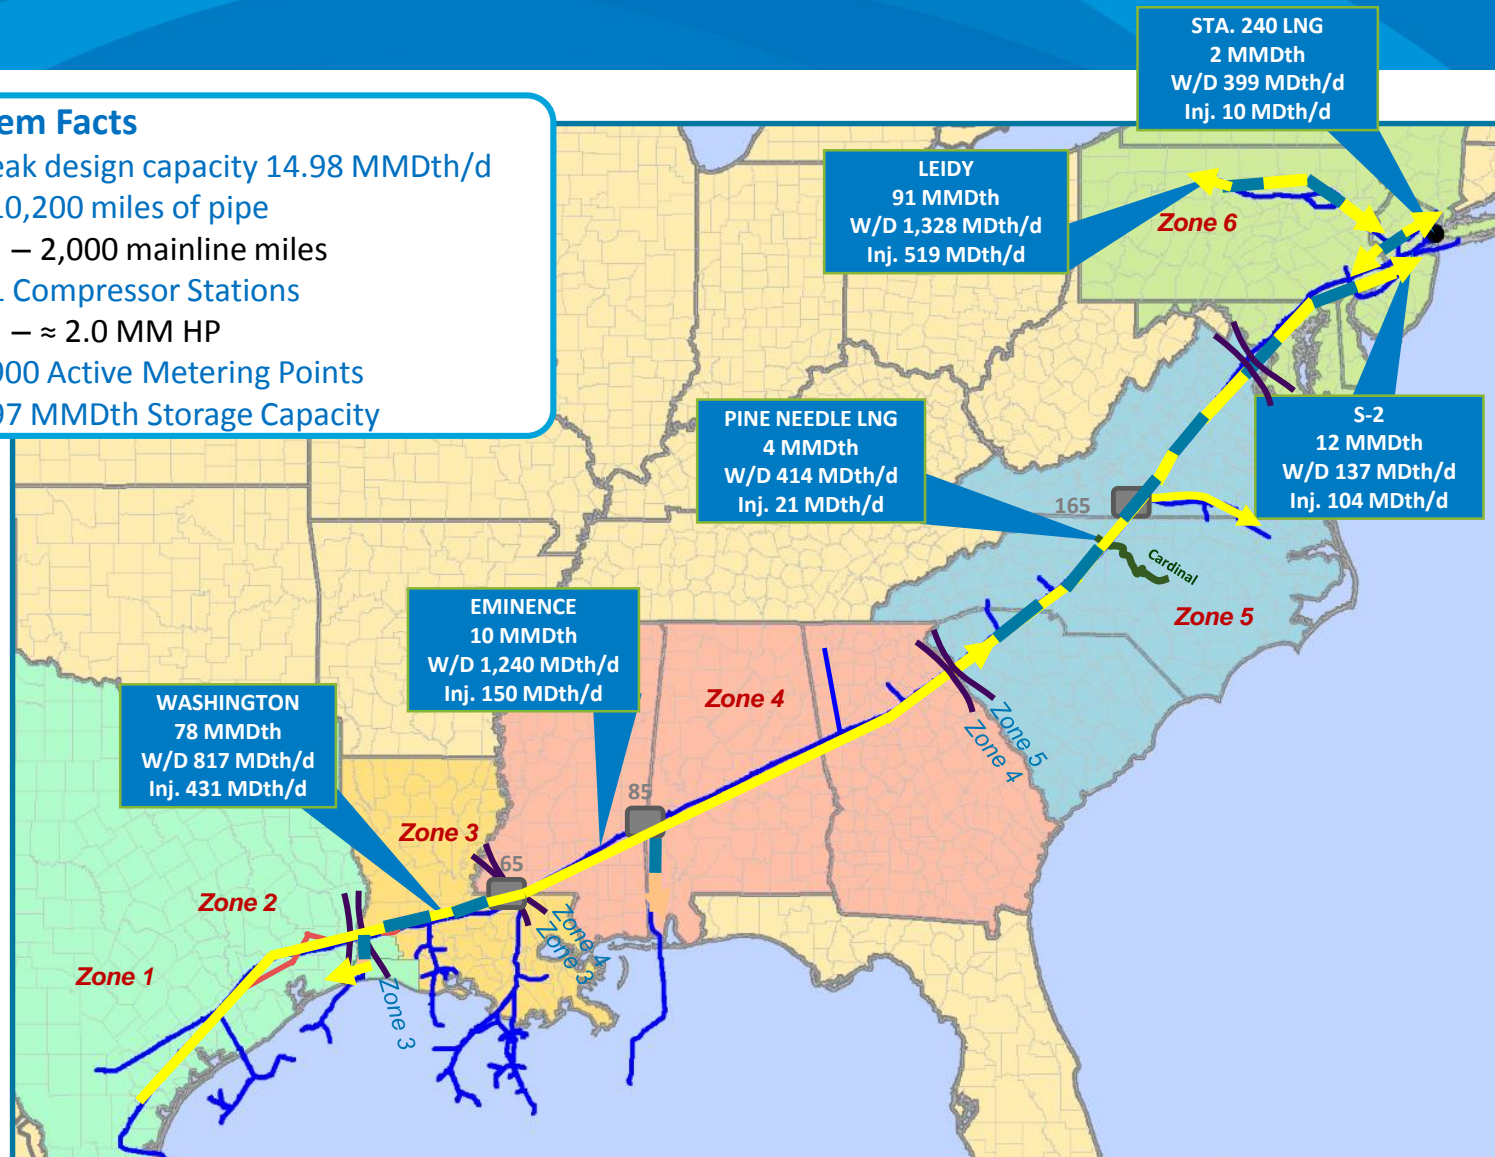 em Facts
eak design capacity 14.98 MMDth/d
10,200 miles of pipe
– 2,000 mainline miles
Compressor Stations
– ≈ 2.0 MM HP
900 Active Metering Points
97 MMDth Storage Capacity
STA. 240 LNG
2 MMDth
W/D 399 MDth/d
Inj. 10 MDth/d
LEIDY
91 MMDth
W/D 1,328 MDth/d
Inj. 519 MDth/d
Zone 6
PINE NEEDLE LNG
4 MMDth
W/D 414 MDth/d
Inj. 21 MDth/d
S-2
12 MMDth
W/D 137 MDth/d
Inj. 104 MDth/d
165
Cardinal
Zone 5
EMINENCE
10 MMDth
W/D 1,240 MDth/d
Inj. 150 MDth/d
Zone 4
Zone 5
Zone 4
WASHINGTON
78 MMDth
W/D 817 MDth/d
Inj. 431 MDth/d
85
Zone 3
65
Zone 2
Zone 4
Zone 3
Zone 1
Zone 3